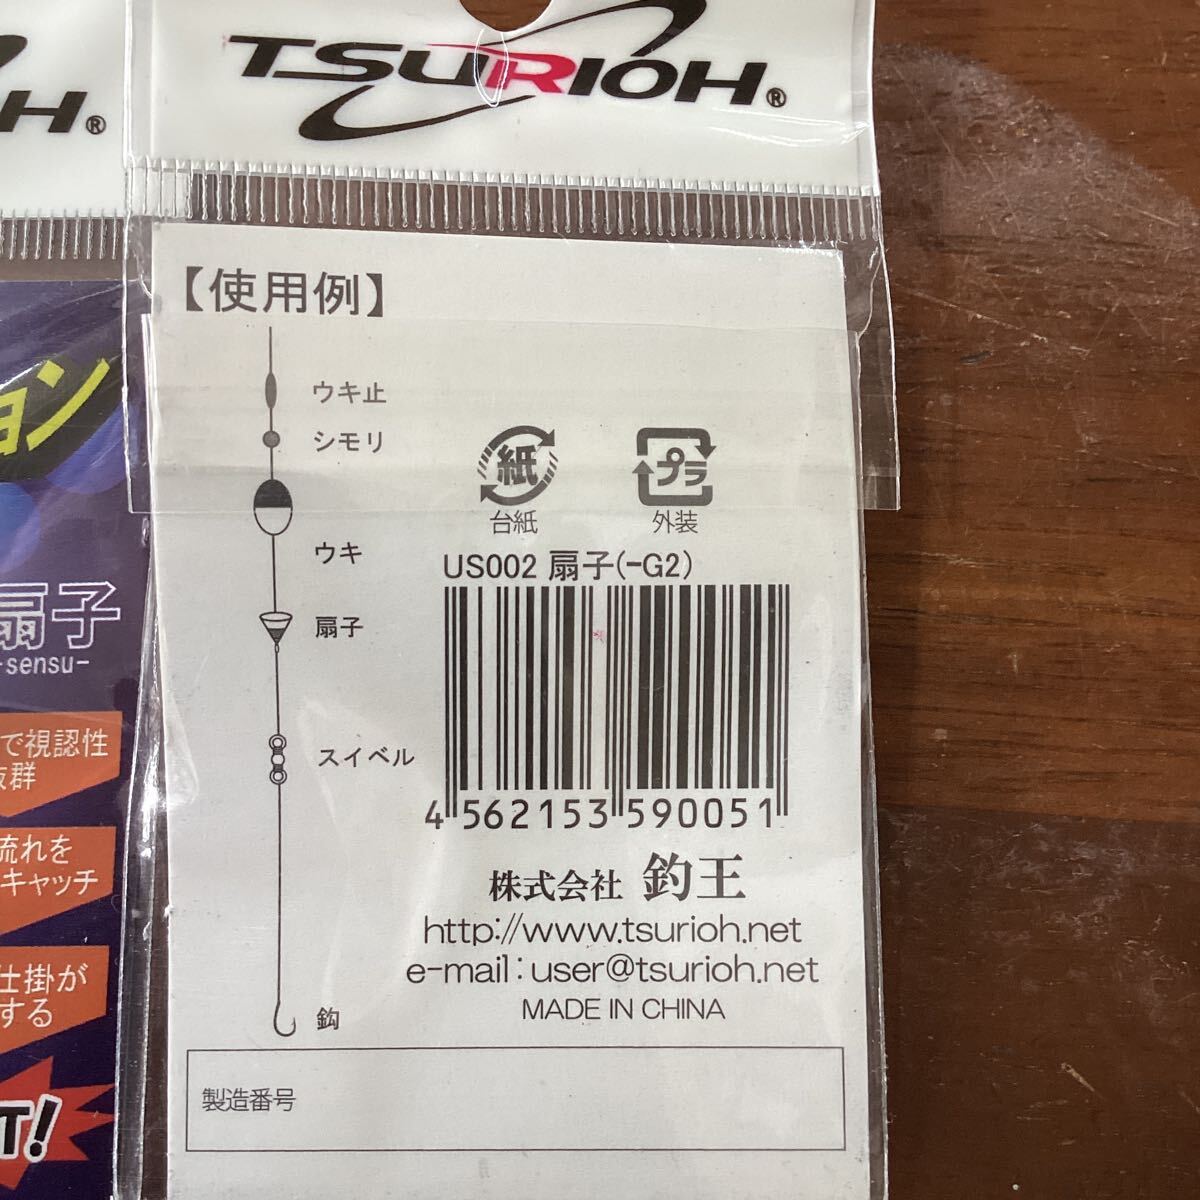 TSURIOH®
H®
【使用例】
ウキ止
シモリ
ウキ
扇子
スイベル
鈎
紙
台紙
プラ
外装
US002 扇子(-G2)
4 562153 590051
株式会社 釣王
http://www.tsurioh.net
e-mail:user@tsurioh.net
MADE IN CHINA
製造番号
ョン
扇子
-sensu-
で視認性
抜群
流れを
キャッチ
仕掛が
する
T!